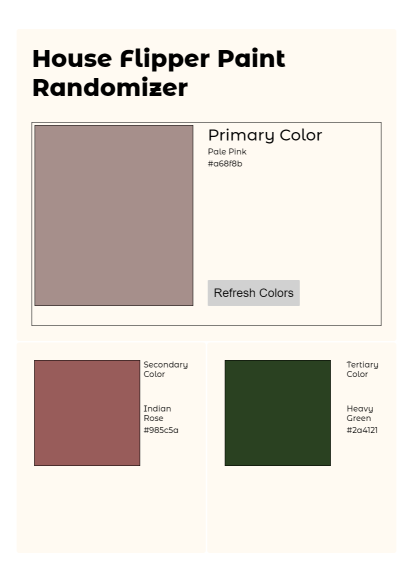 House Flipper Paint
Randomizer
Primary Color
Pale Pink
#a68f8b
Refresh Colors
Secondary
Color
Indian
Rose
#985c5a
Tertiary
Color
Heavy
Green
#2a4121